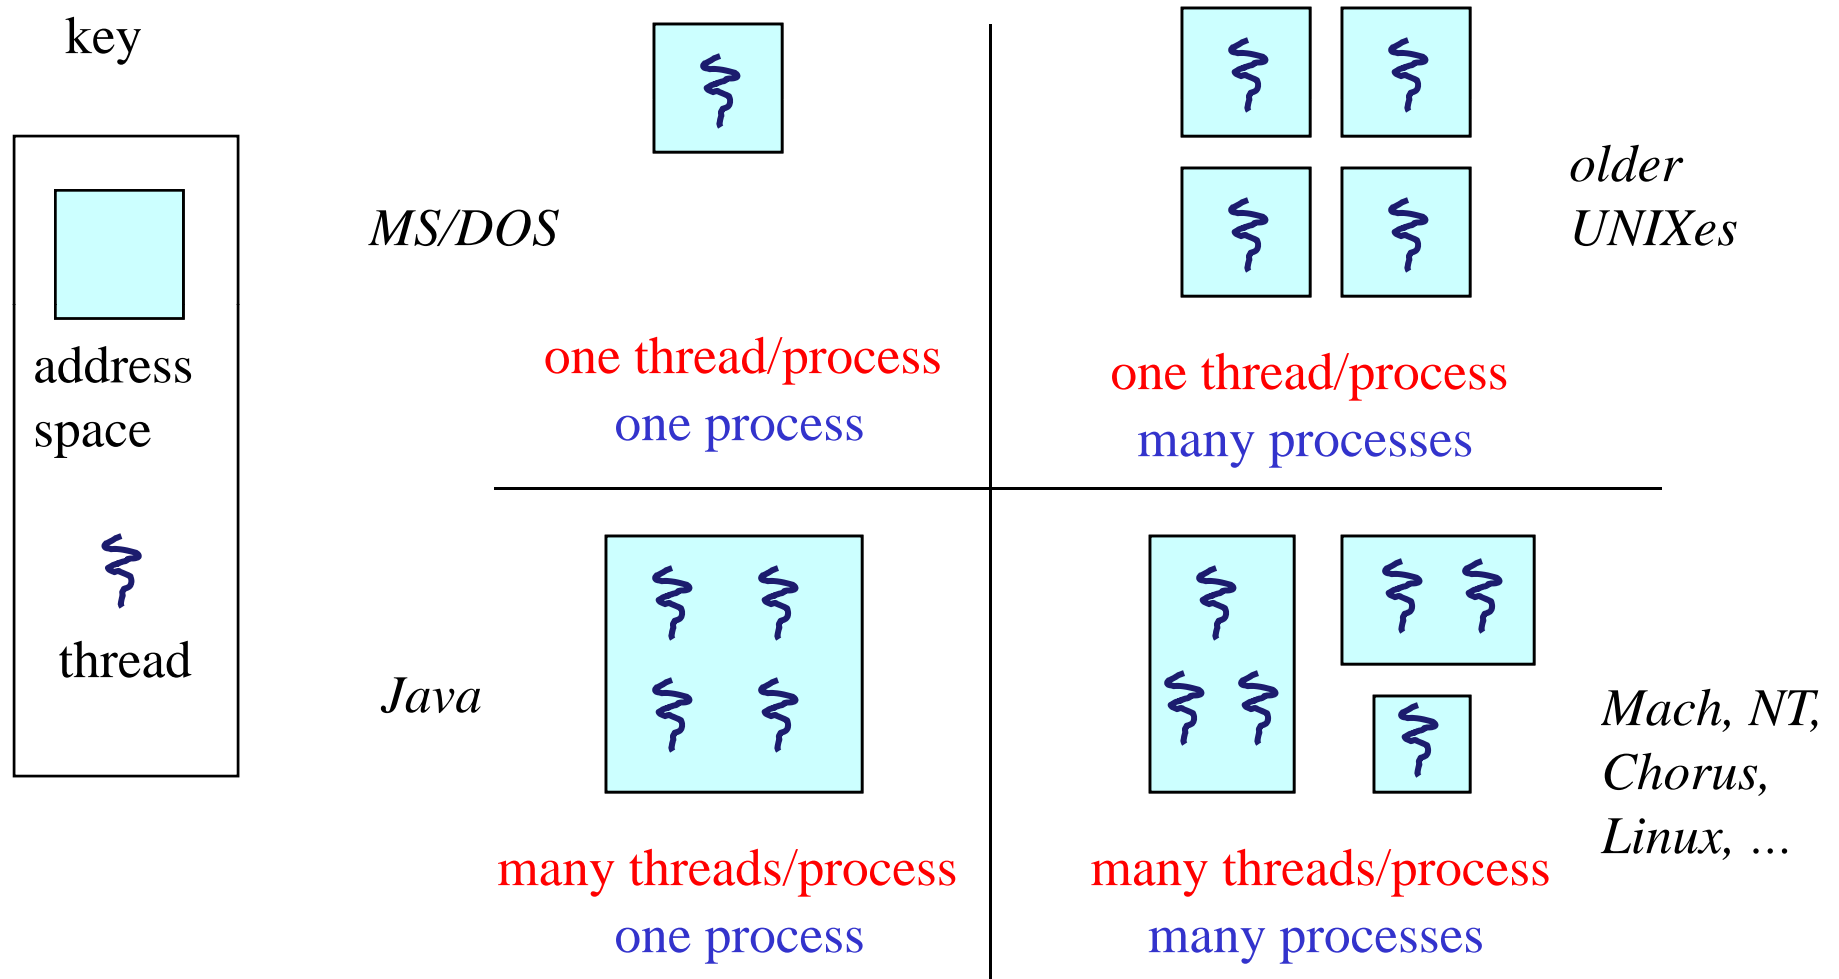 key
address
space
thread
MS/DOS
one thread/process
one process
older
UNIXes
one thread/process
many processes
Java
many threads/process
one process
Mach, NT,
Chorus,
Linux, ...
many threads/process
many processes